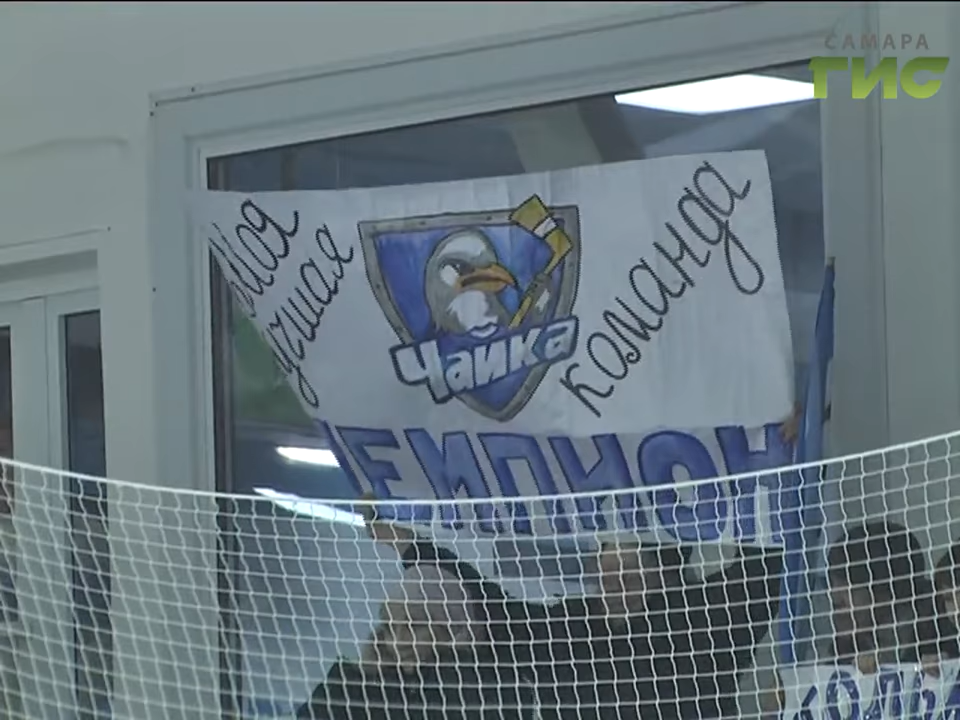 САМАРА
ГИС
Моя
лучшая
команда
Чайка
ЧЕМПИОН